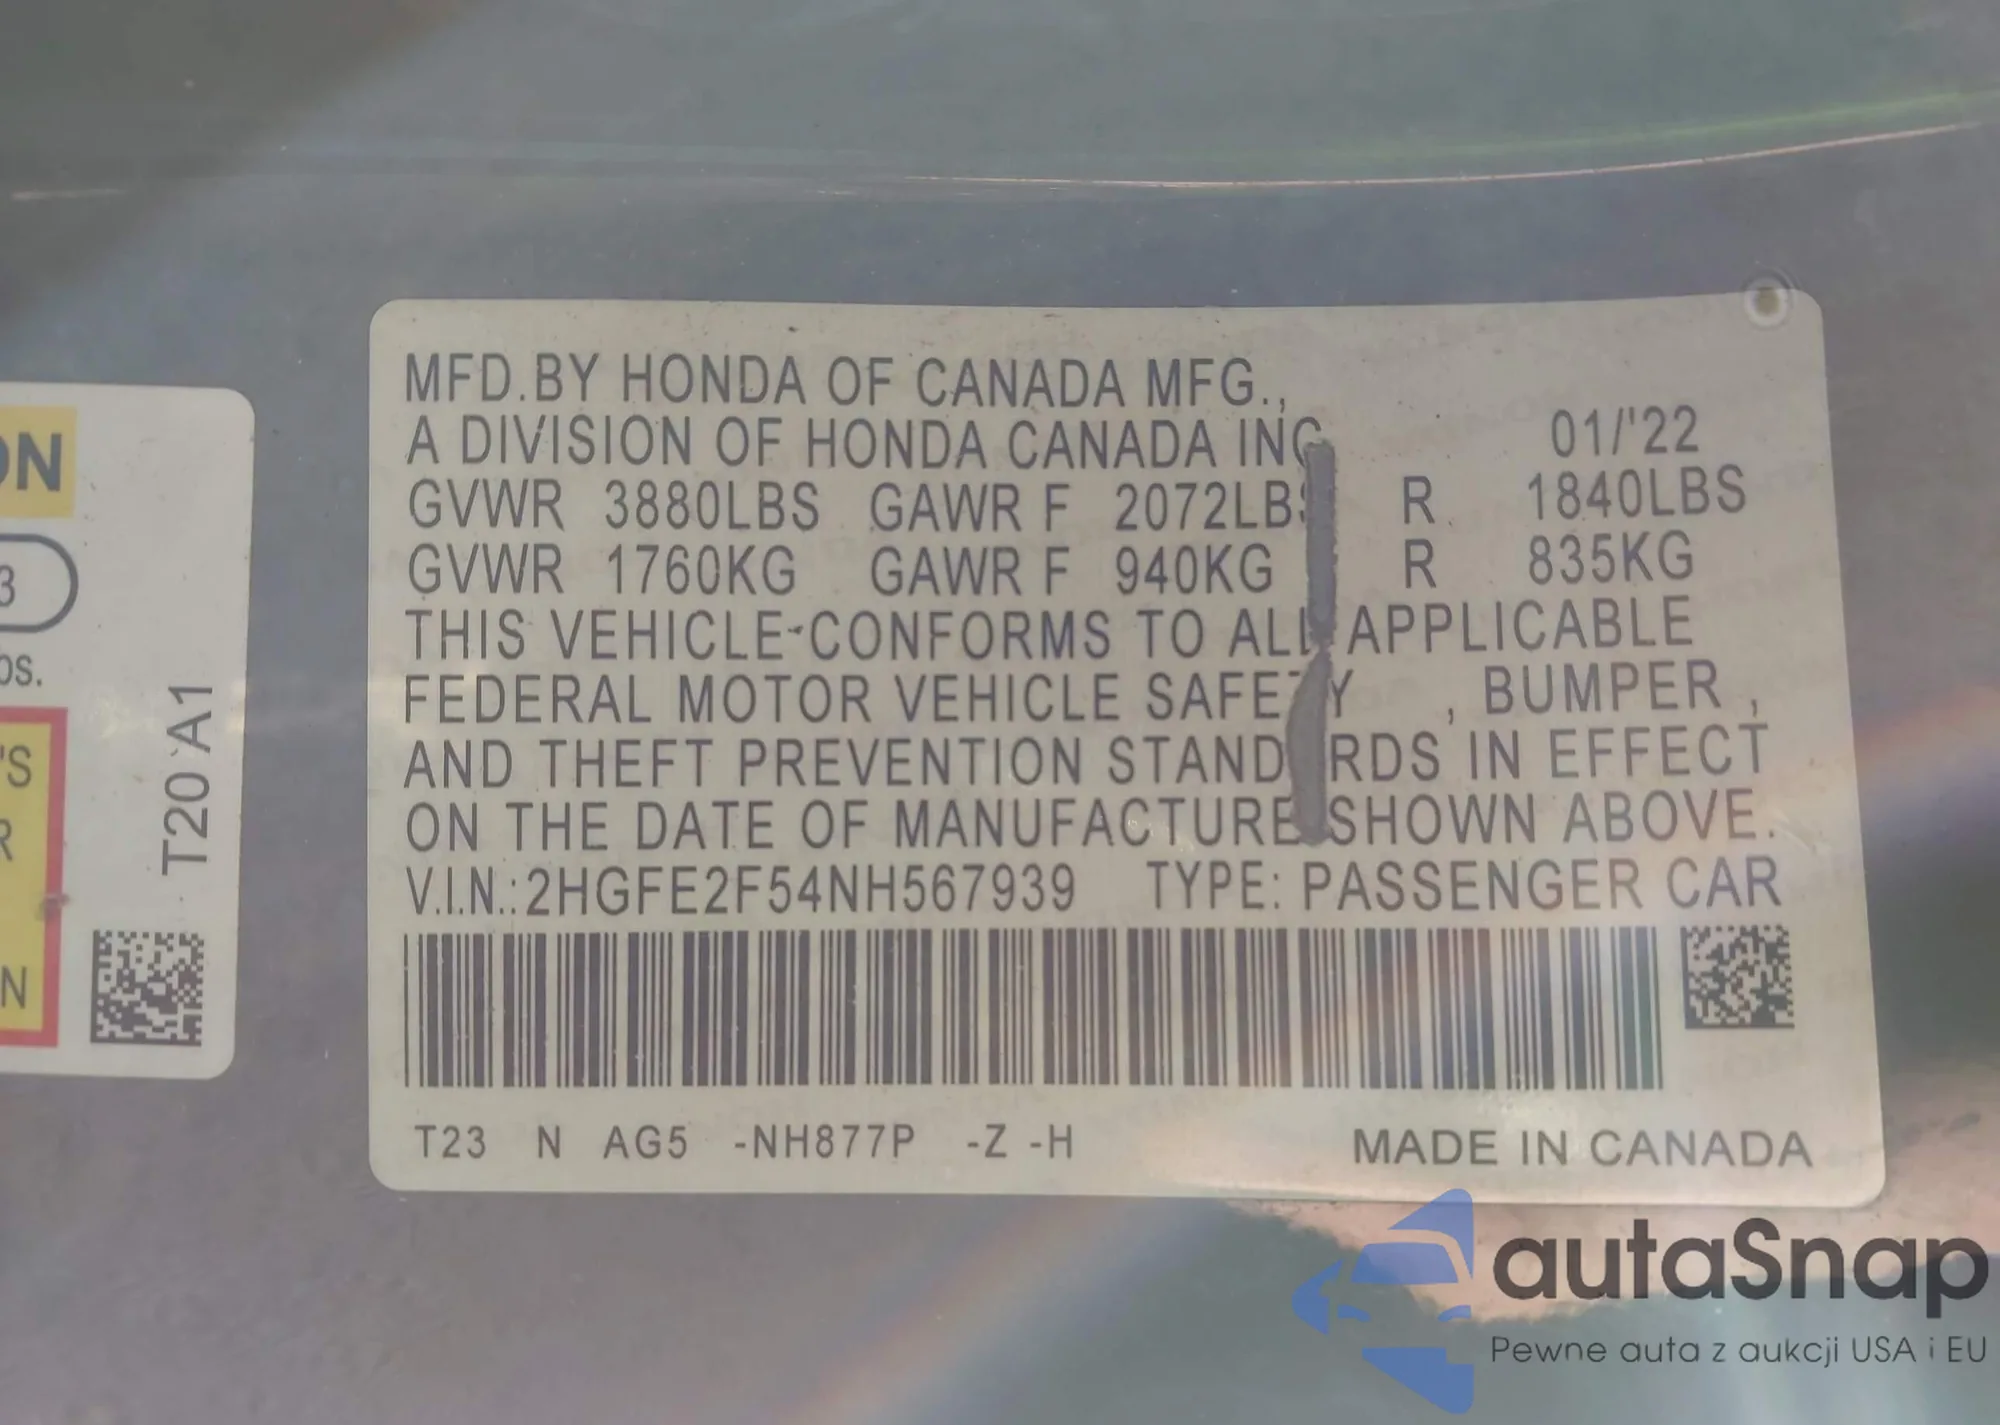 MFD.BY HONDA OF CANADA MFG.,
A DIVISION OF HONDA CANADA INC
01/'22
GVWR 3880LBS GAWR F 2072LBS R 1840LBS
GVWR 1760KG GAWR F 940KG R 835KG
THIS VEHICLE CONFORMS TO ALL APPLICABLE
FEDERAL MOTOR VEHICLE SAFETY , BUMPER ,
AND THEFT PREVENTION STANDARDS IN EFFECT
ON THE DATE OF MANUFACTURE SHOWN ABOVE.
V.I.N.:2HGFE2F54NH567939 TYPE: PASSENGER CAR
T23 N AG5 -NH877P -Z -H MADE IN CANADA
ON
3
os.
'S
R
N
T20 A1
autaSnap
Pewne auta z aukcji USA i EU